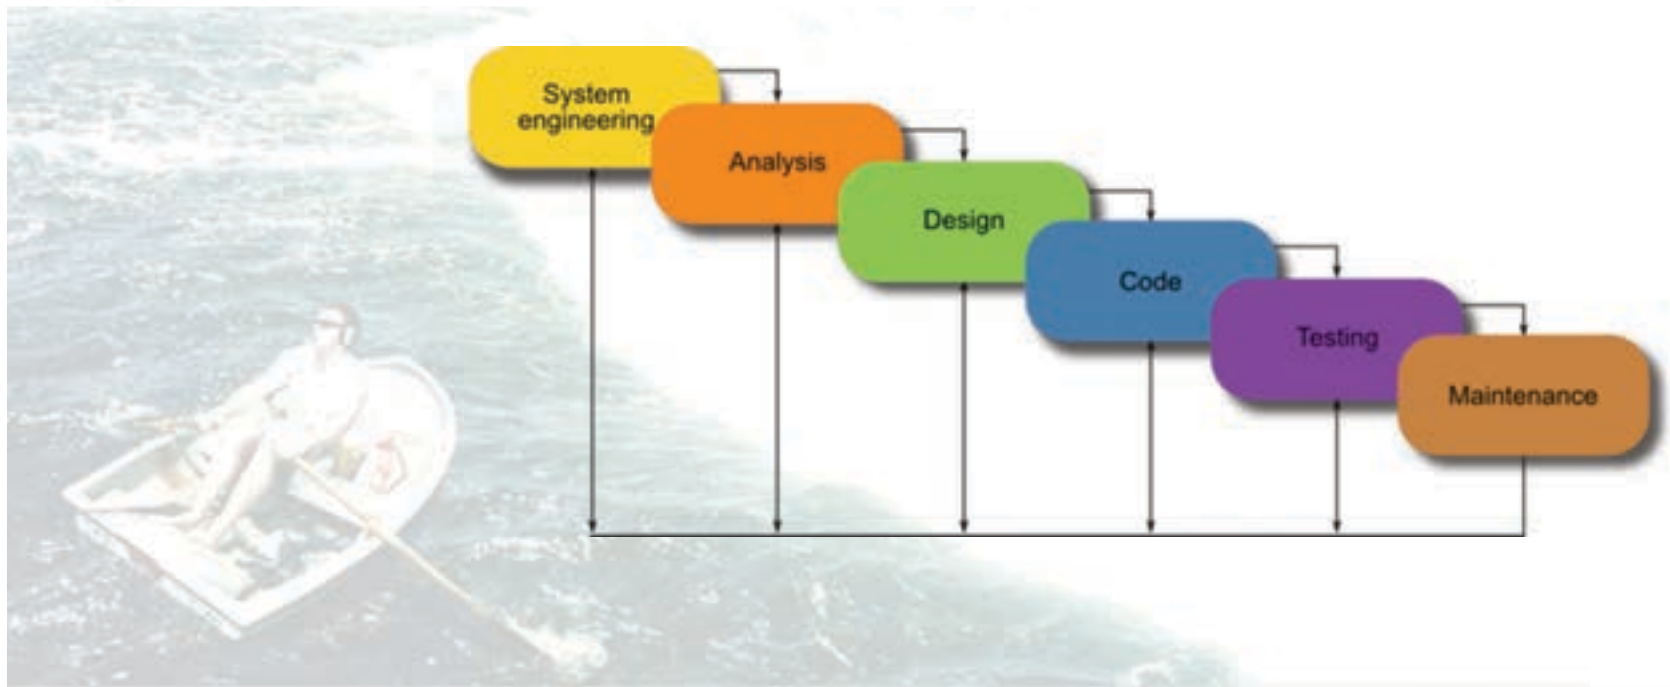 System
engineering
Analysis
Design
Code
Testing
Maintenance